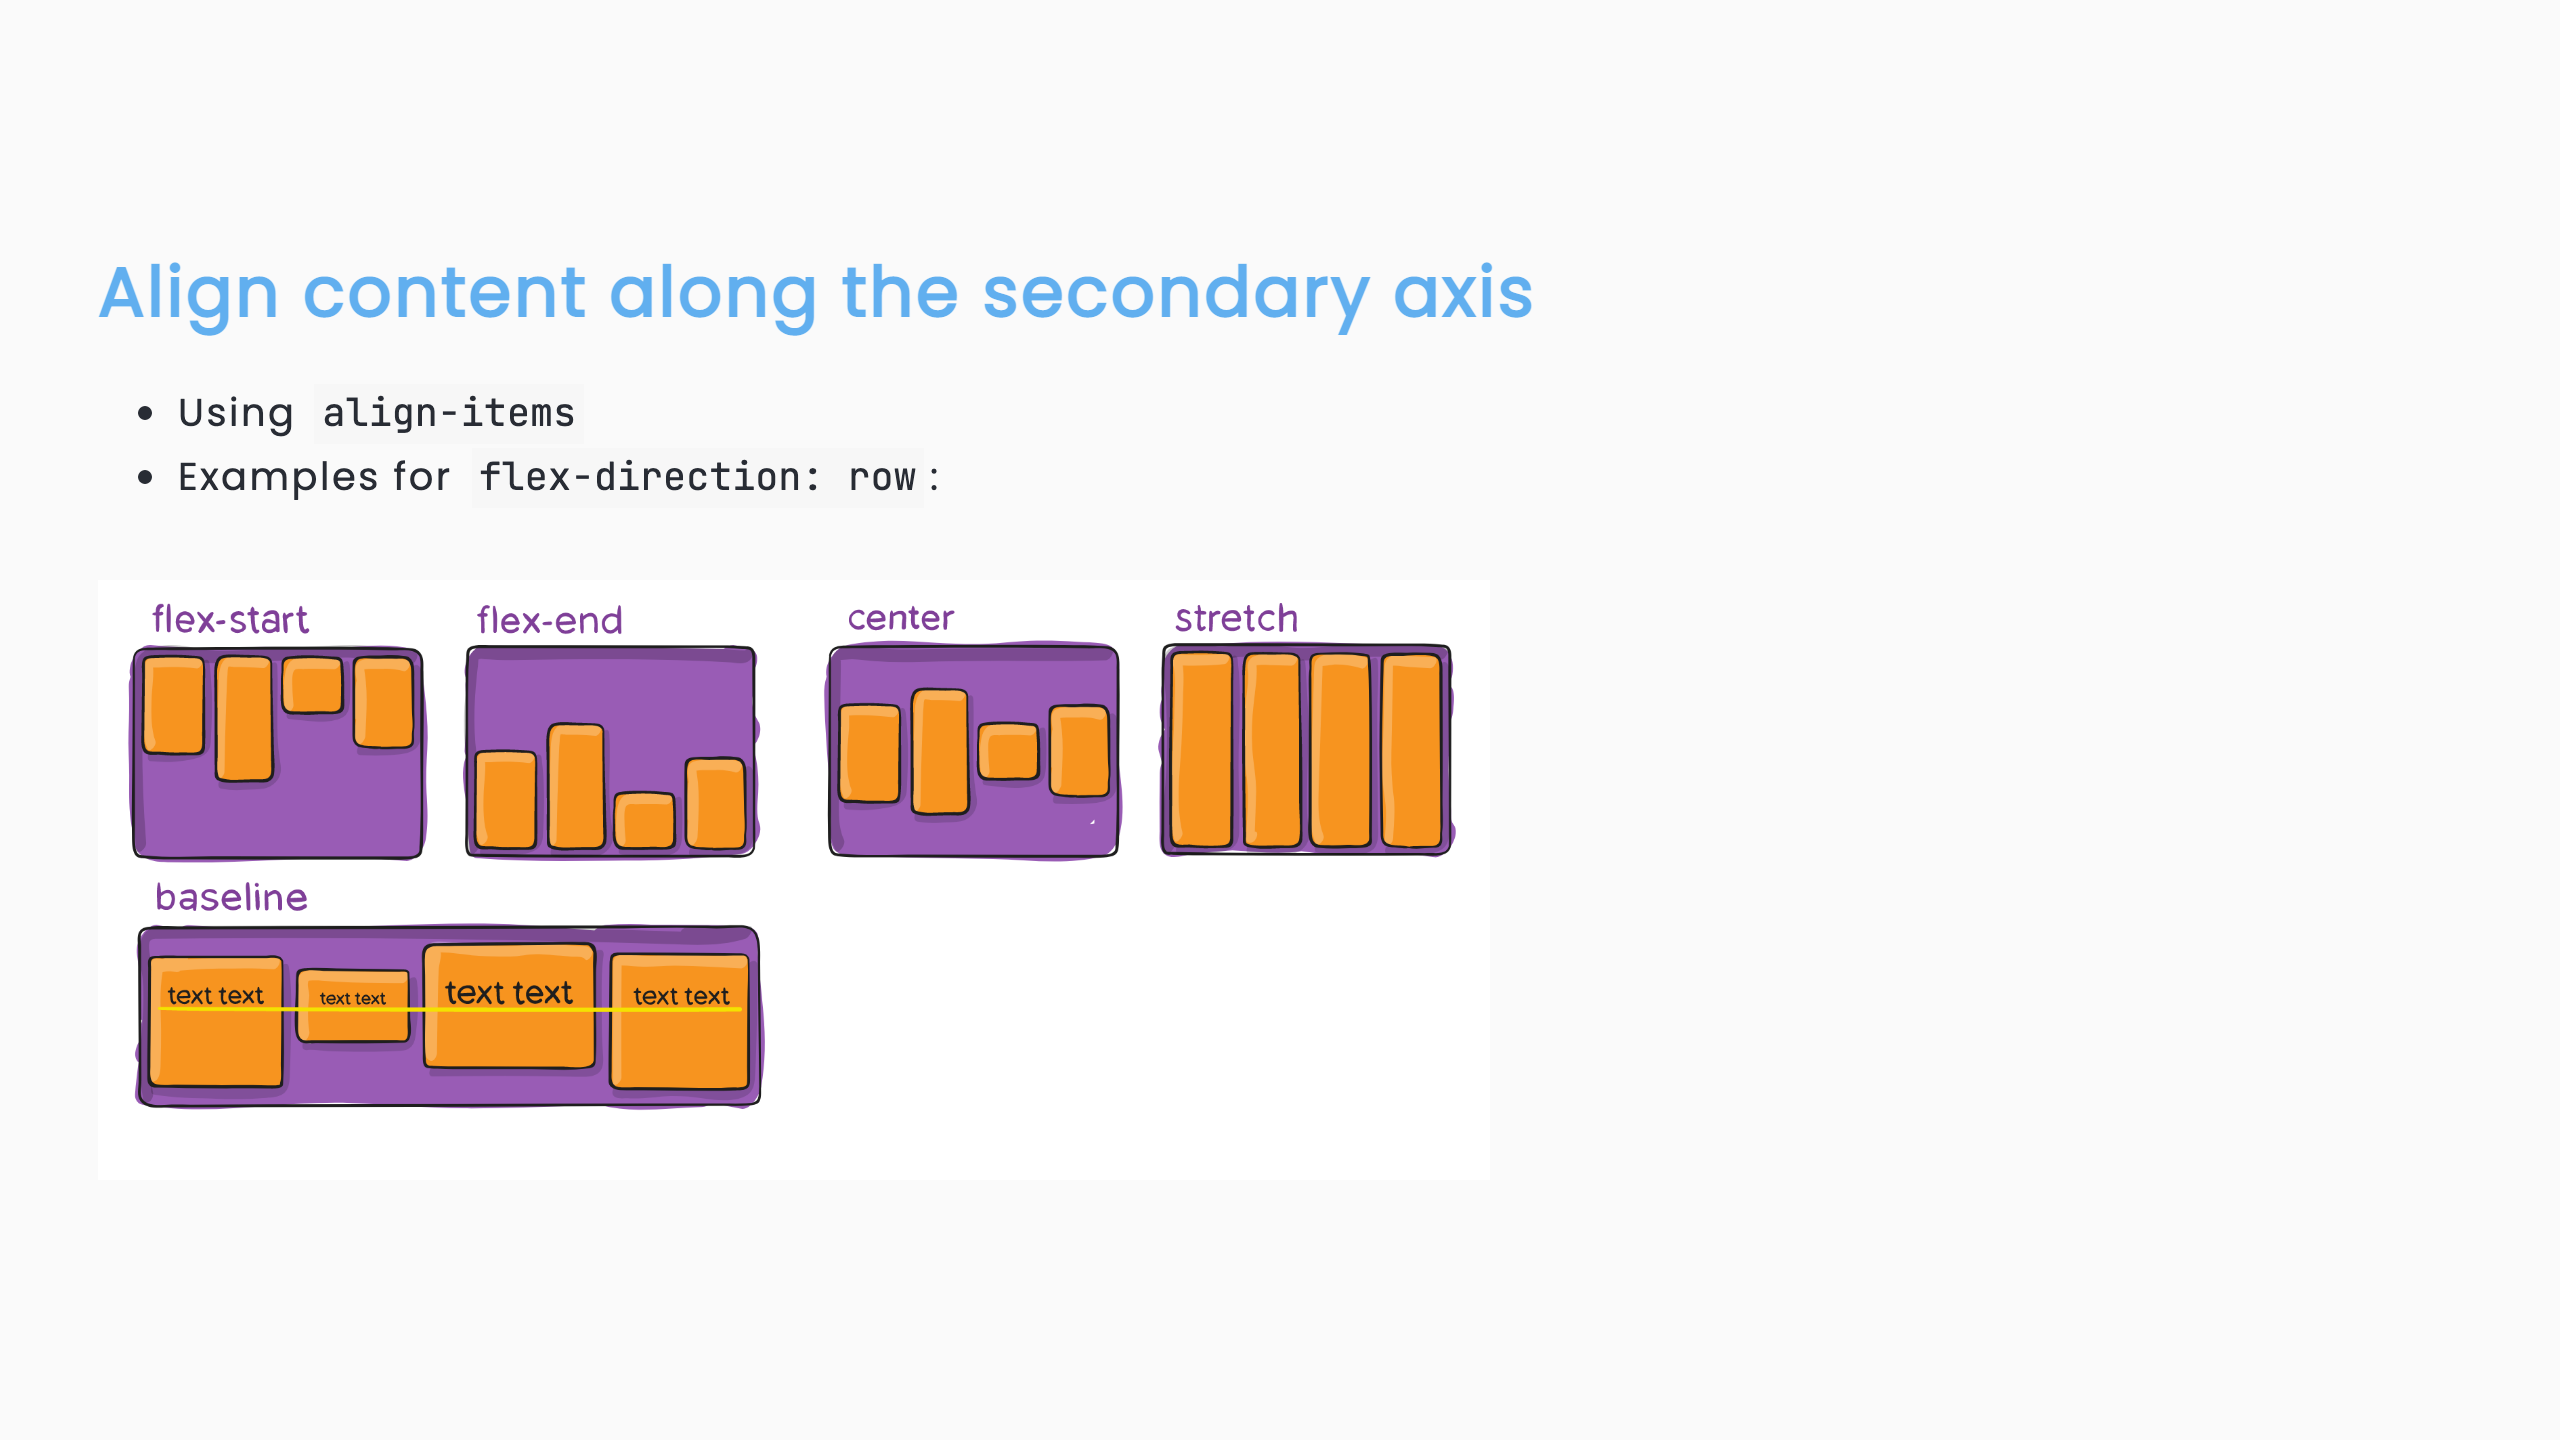 Align content along the secondary axis
Using align-items
Examples for flex-direction: row:
flex-start flex-end center stretch
baseline
text text text text text text text text